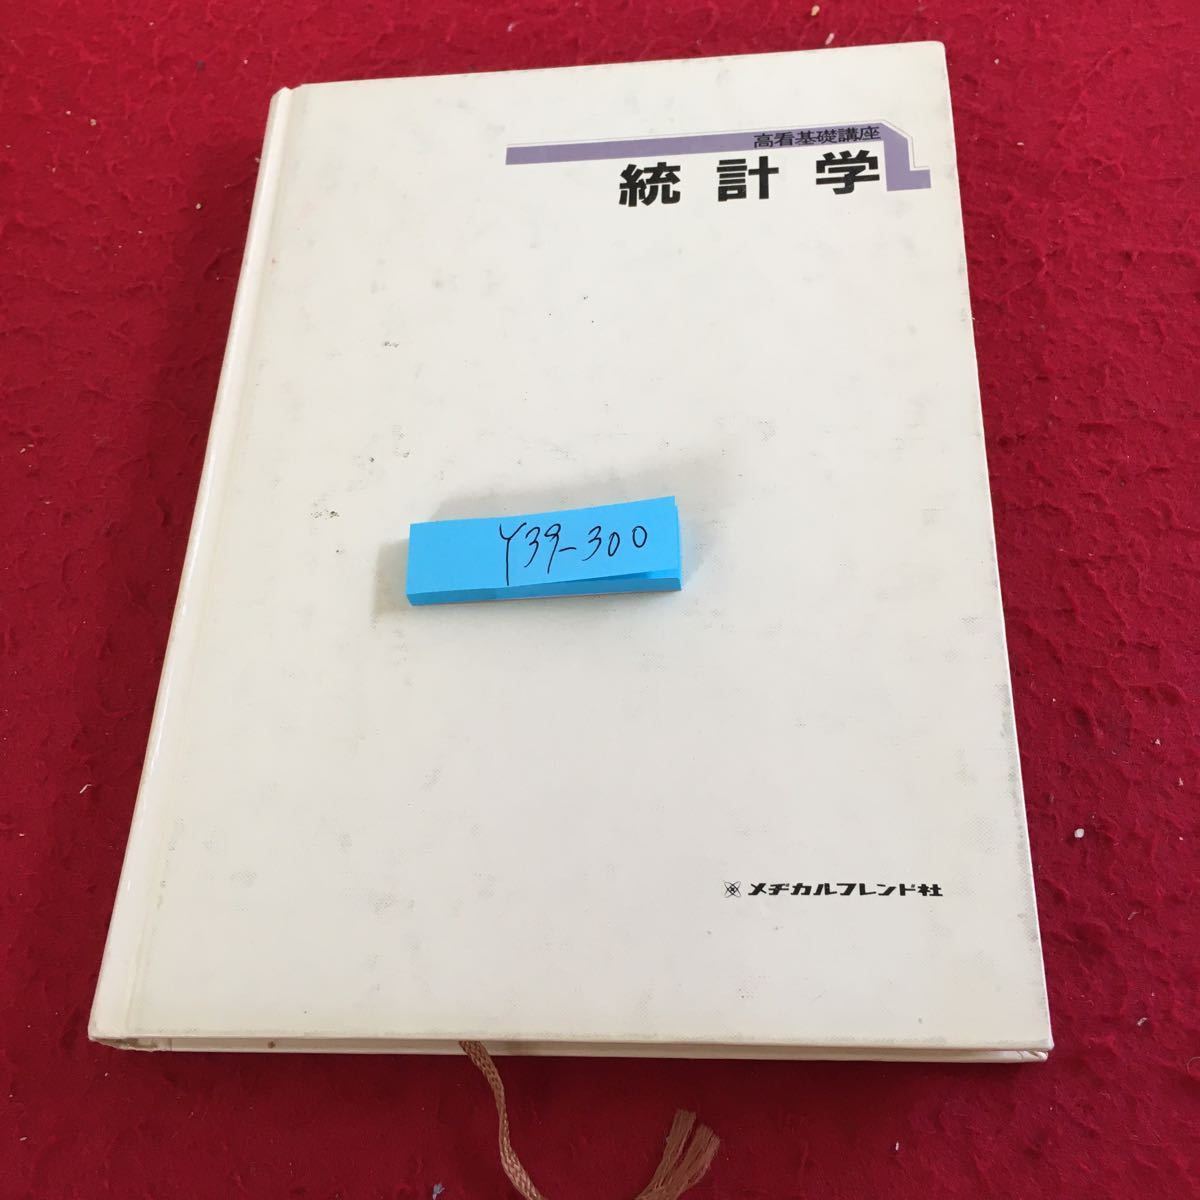 高看基礎講座
統計学
Y39-300
メヂカルフレンド社